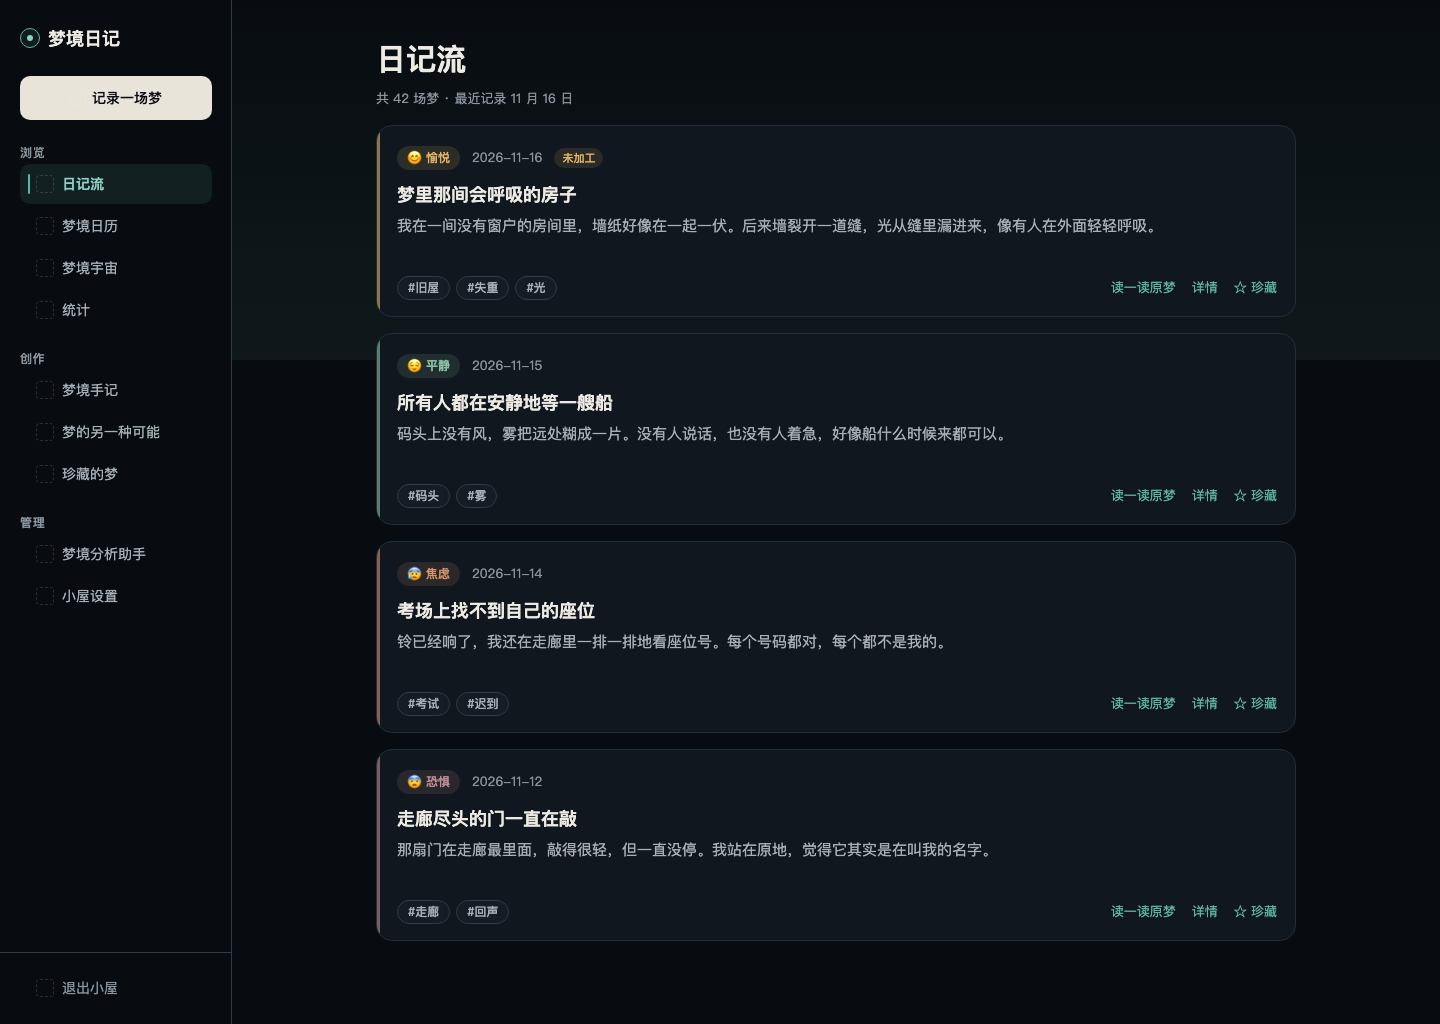 梦境日记
记录一场梦
浏览
日记流
梦境日历
梦境宇宙
统计
创作
梦境手记
梦的另一种可能
珍藏的梦
管理
梦境分析助手
小屋设置
退出小屋
日记流
共 42 场梦 · 最近记录 11 月 16 日
😊 愉悦 2026-11-16 未加工
梦里那间会呼吸的房子
我在一间没有窗户的房间里，墙纸好像在一起一伏。后来墙裂开一道缝，光从缝里漏进来，像有人在外面轻轻呼吸。
#旧屋 #失重 #光 读一读原梦 详情 ☆ 珍藏
😌 平静 2026-11-15
所有人都在安静地等一艘船
码头上没有风，雾把远处糊成一片。没有人说话，也没有人着急，好像船什么时候来都可以。
#码头 #雾 读一读原梦 详情 ☆ 珍藏
😰 焦虑 2026-11-14
考场上找不到自己的座位
铃已经响了，我还在走廊里一排一排地看座位号。每个号码都对，每个都不是我的。
#考试 #迟到 读一读原梦 详情 ☆ 珍藏
😨 恐惧 2026-11-12
走廊尽头的门一直在敲
那扇门在走廊最里面，敲得很轻，但一直没停。我站在原地，觉得它其实是在叫我的名字。
#走廊 #回声 读一读原梦 详情 ☆ 珍藏